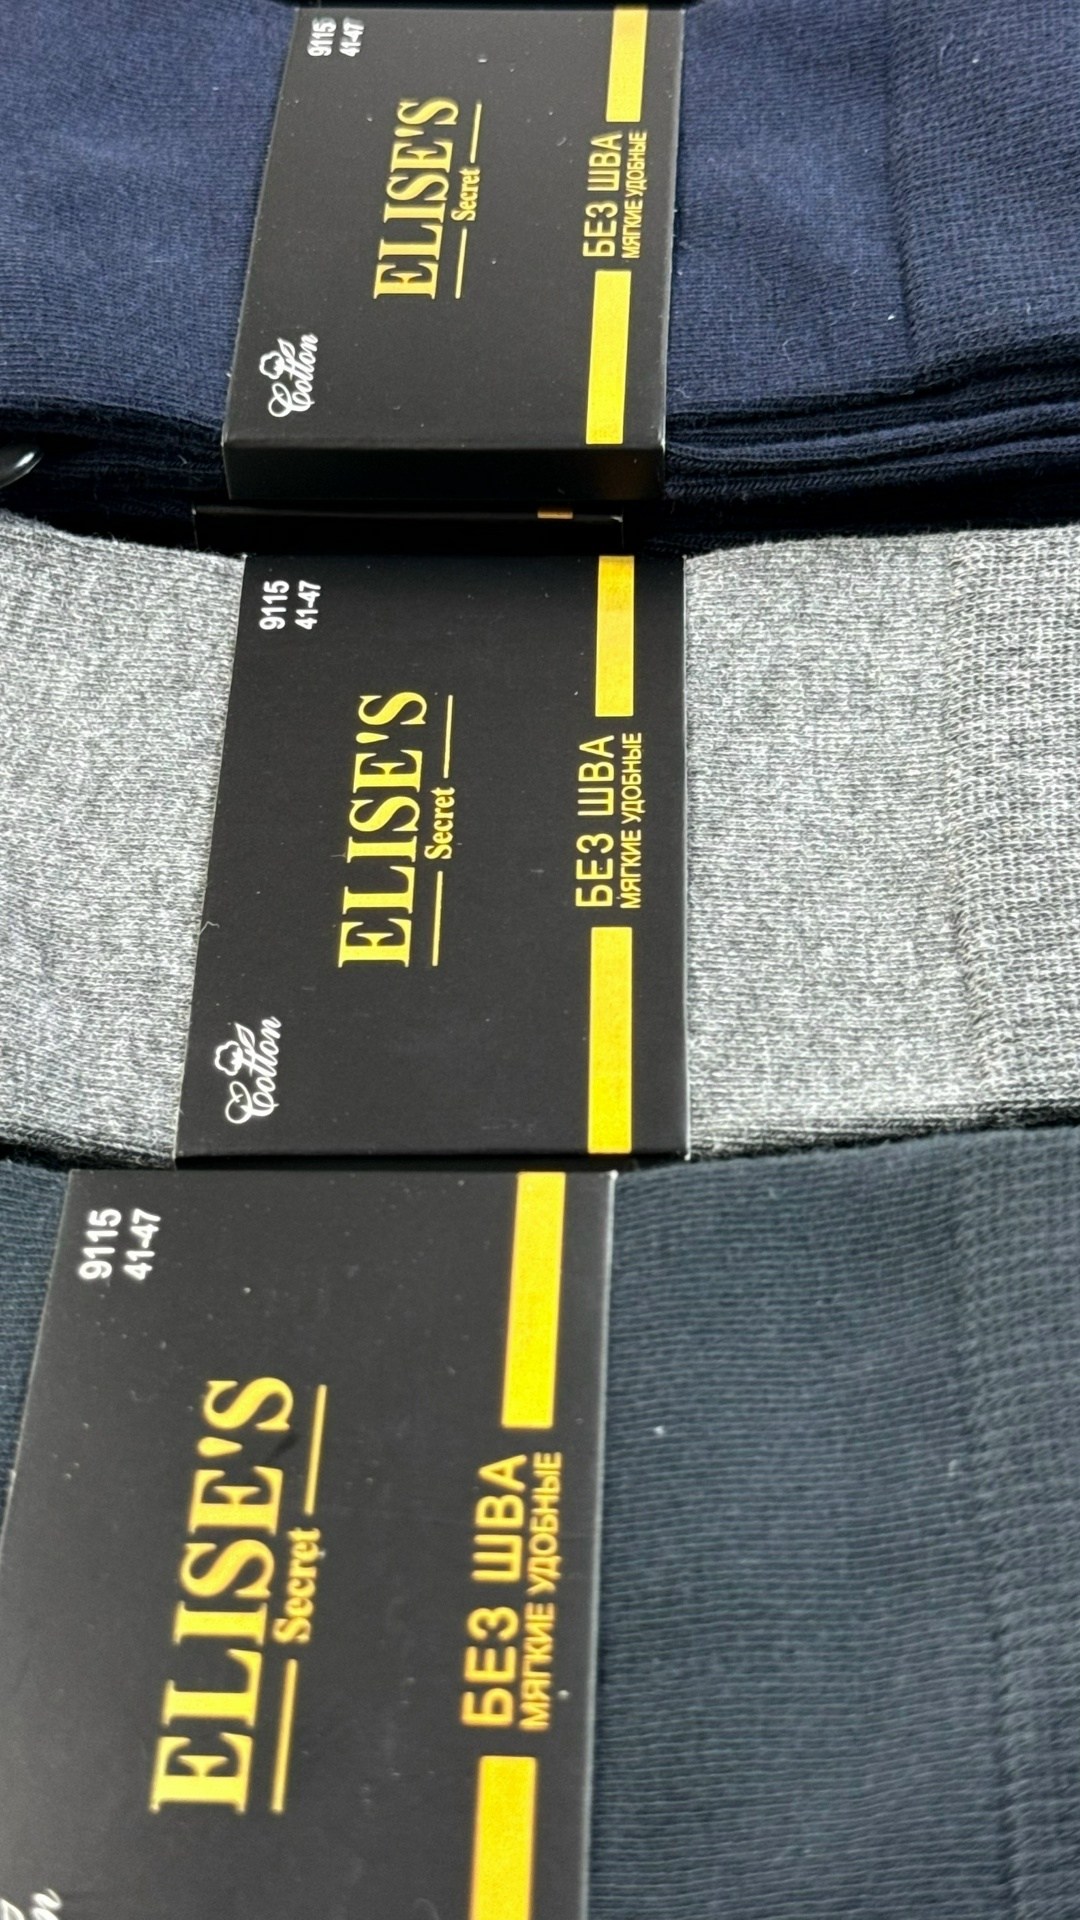 9115
41-47
ELISE'S
Secret
БЕЗ ШВА
МЯГКИЕ УДОБНЫЕ
Cotton
9115
41-47
ELISE'S
Secret
БЕЗ ШВА
МЯГКИЕ УДОБНЫЕ
Cotton
9115
41-47
ELISE'S
Secret
БЕЗ ШВА
МЯГКИЕ УДОБНЫЕ